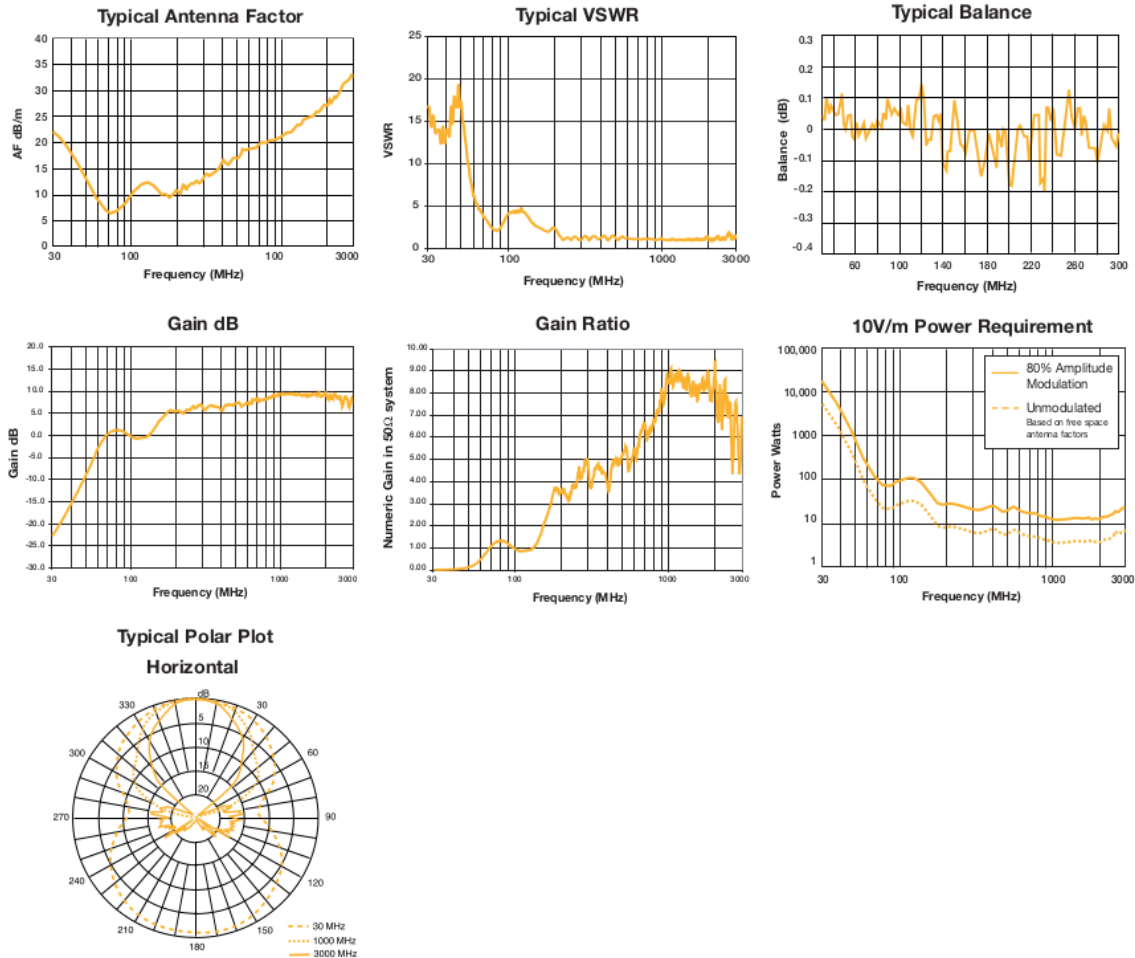 Typical Antenna Factor
40
35
30
25
20
15
10
5
0
AF dB/m
30 100 100 3000
Frequency (MHz)
Typical VSWR
25
20
15
10
5
0
VSWR
30 100 1000 3000
Frequency (MHz)
Typical Balance
0.3
0.2
0.1
0
-0.1
-0.2
-0.3
-0.4
Balance (dB)
60 100 140 180 220 260 300
Frequency (MHz)
Gain dB
20.0
15.0
10.0
5.0
0.0
-5.0
-10.0
-15.0
-20.0
-25.0
-30.0
Gain dB
30 100 1000 3000
Frequency (MHz)
Gain Ratio
10.00
9.00
8.00
7.00
6.00
5.00
4.00
3.00
2.00
1.00
0.00
Numeric Gain in 50Ω system
30 100 1000 3000
Frequency (MHz)
10V/m Power Requirement
100,000
10,000
1000
100
10
1
Power Watts
80% Amplitude
Modulation
Unmodulated
Based on free space
antenna factors
30 100 1000 3000
Frequency (MHz)
Typical Polar Plot
Horizontal
dB
5
10
15
20
330 30
300 60
270 90
240 120
210 150
180
30 MHz
1000 MHz
3000 MHz